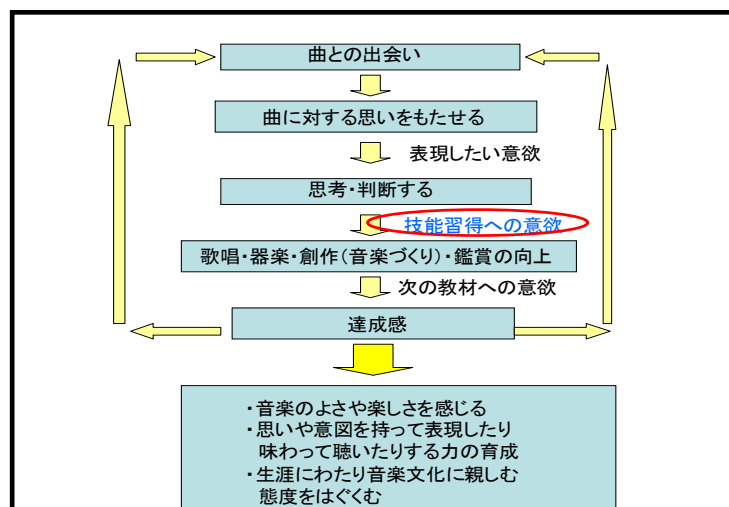 曲との出会い
曲に対する思いをもたせる
表現したい意欲
思考・判断する
技能習得への意欲
歌唱・器楽・創作(音楽づくり)・鑑賞の向上
次の教材への意欲
達成感
・音楽のよさや楽しさを感じる
・思いや意図を持って表現したり
味わって聴いたりする力の育成
・生涯にわたり音楽文化に親しむ
態度をはぐくむ